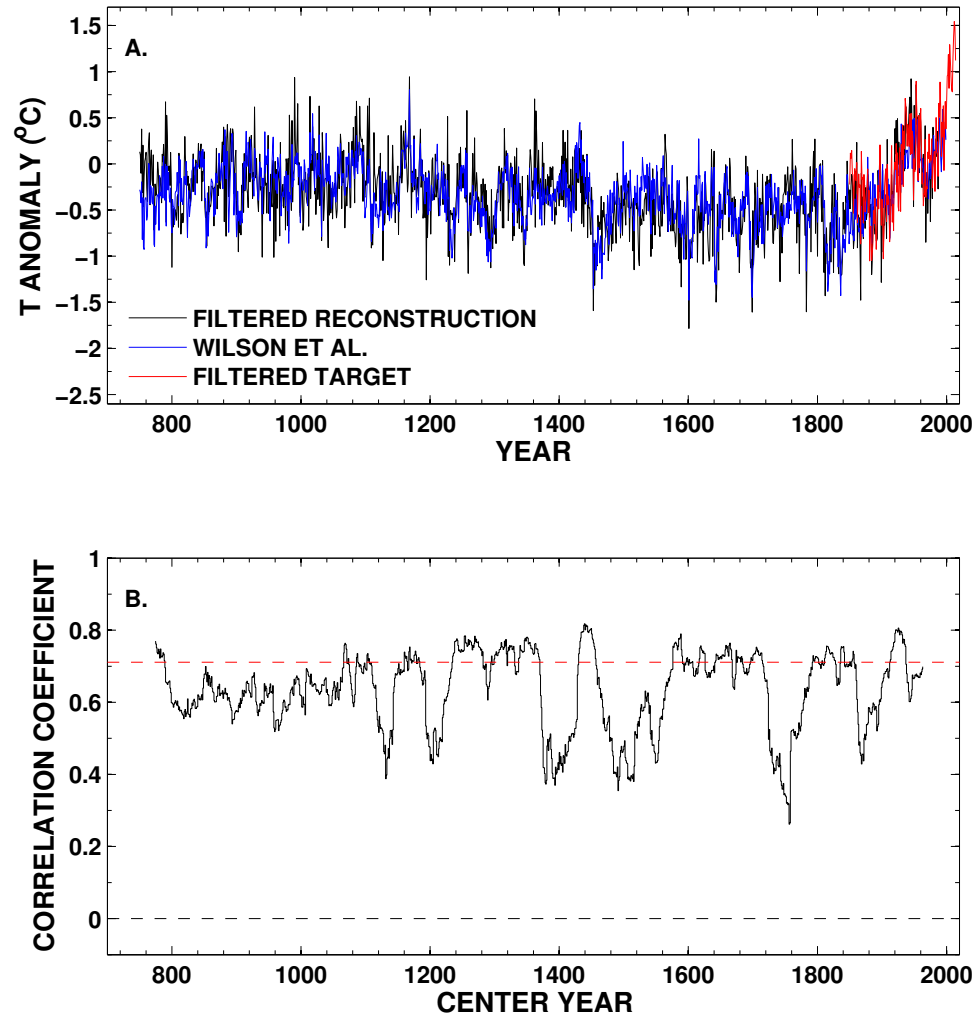 A.
T ANOMALY (°C)
1.5
1
0.5
0
−0.5
−1
−1.5
−2
−2.5
FILTERED RECONSTRUCTION
WILSON ET AL.
FILTERED TARGET
800 1000 1200 1400 1600 1800 2000
YEAR
B.
CORRELATION COEFFICIENT
1
0.8
0.6
0.4
0.2
0
800 1000 1200 1400 1600 1800 2000
CENTER YEAR